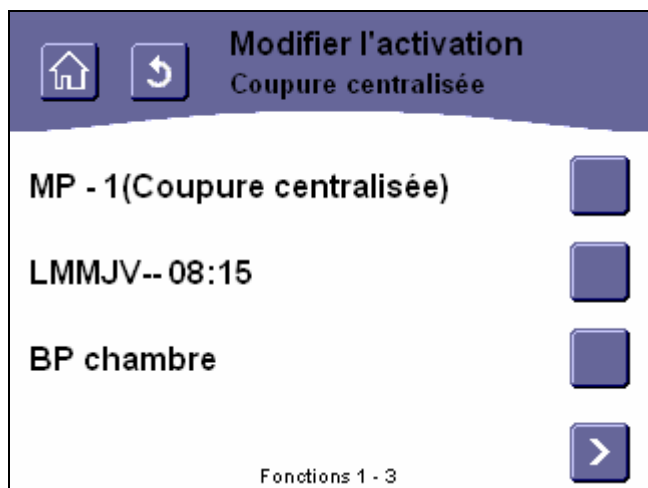 Modifier l'activation
Coupure centralisée
MP - 1(Coupure centralisée)
LMMJV-- 08:15
BP chambre
Fonctions 1 - 3